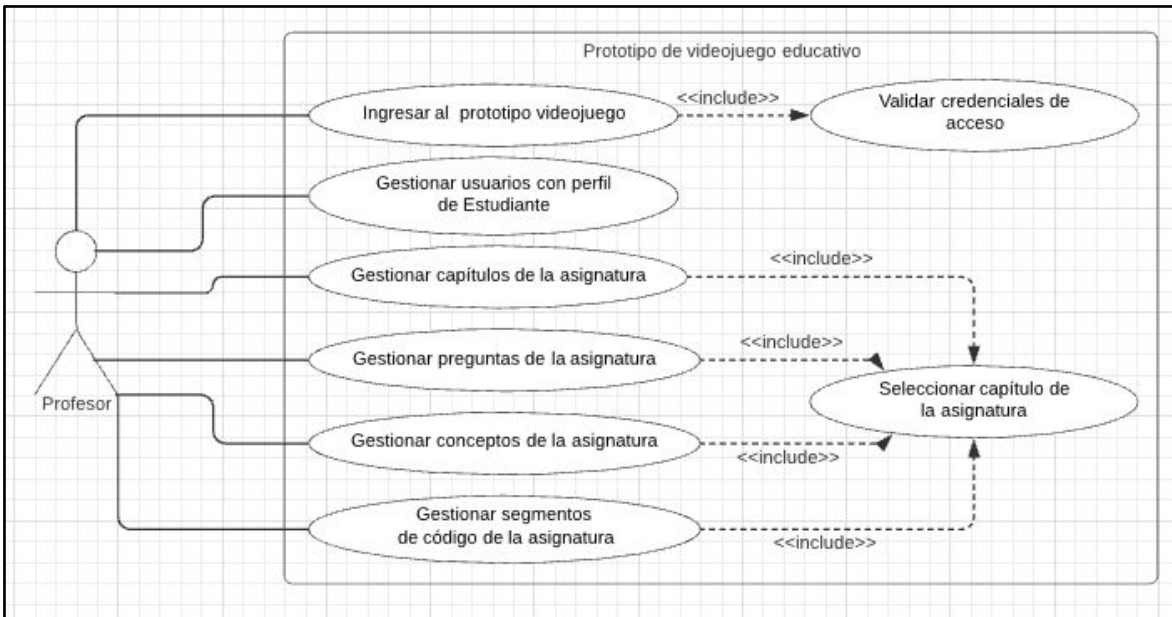 Prototipo de videojuego educativo
Ingresar al prototipo videojuego
<<include>>
Validar credenciales de
acceso
Gestionar usuarios con perfil
de Estudiante
Gestionar capítulos de la asignatura
<<include>>
Gestionar preguntas de la asignatura
<<include>>
Seleccionar capítulo de
la asignatura
Profesor
Gestionar conceptos de la asignatura
<<include>>
Gestionar segmentos
de código de la asignatura
<<include>>